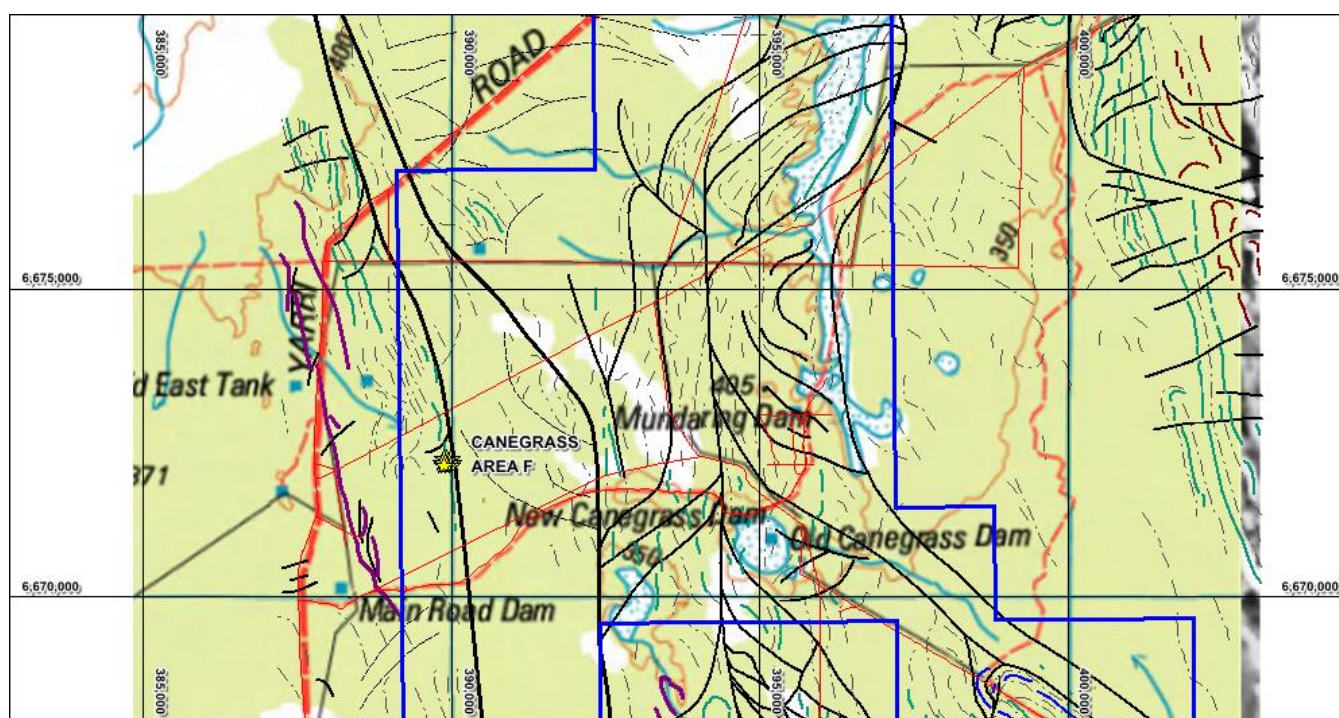 385,000
390,000
395,000
400,000
400
ROAD
350
6,675,000
6,675,000
YARRI
d East Tank
405
Mundaring Dam
CANEGRASS
AREA F
371
New Canegrass Dam
Old Canegrass Dam
350
6,670,000
6,670,000
Main Road Dam
385,000
390,000
395,000
400,000